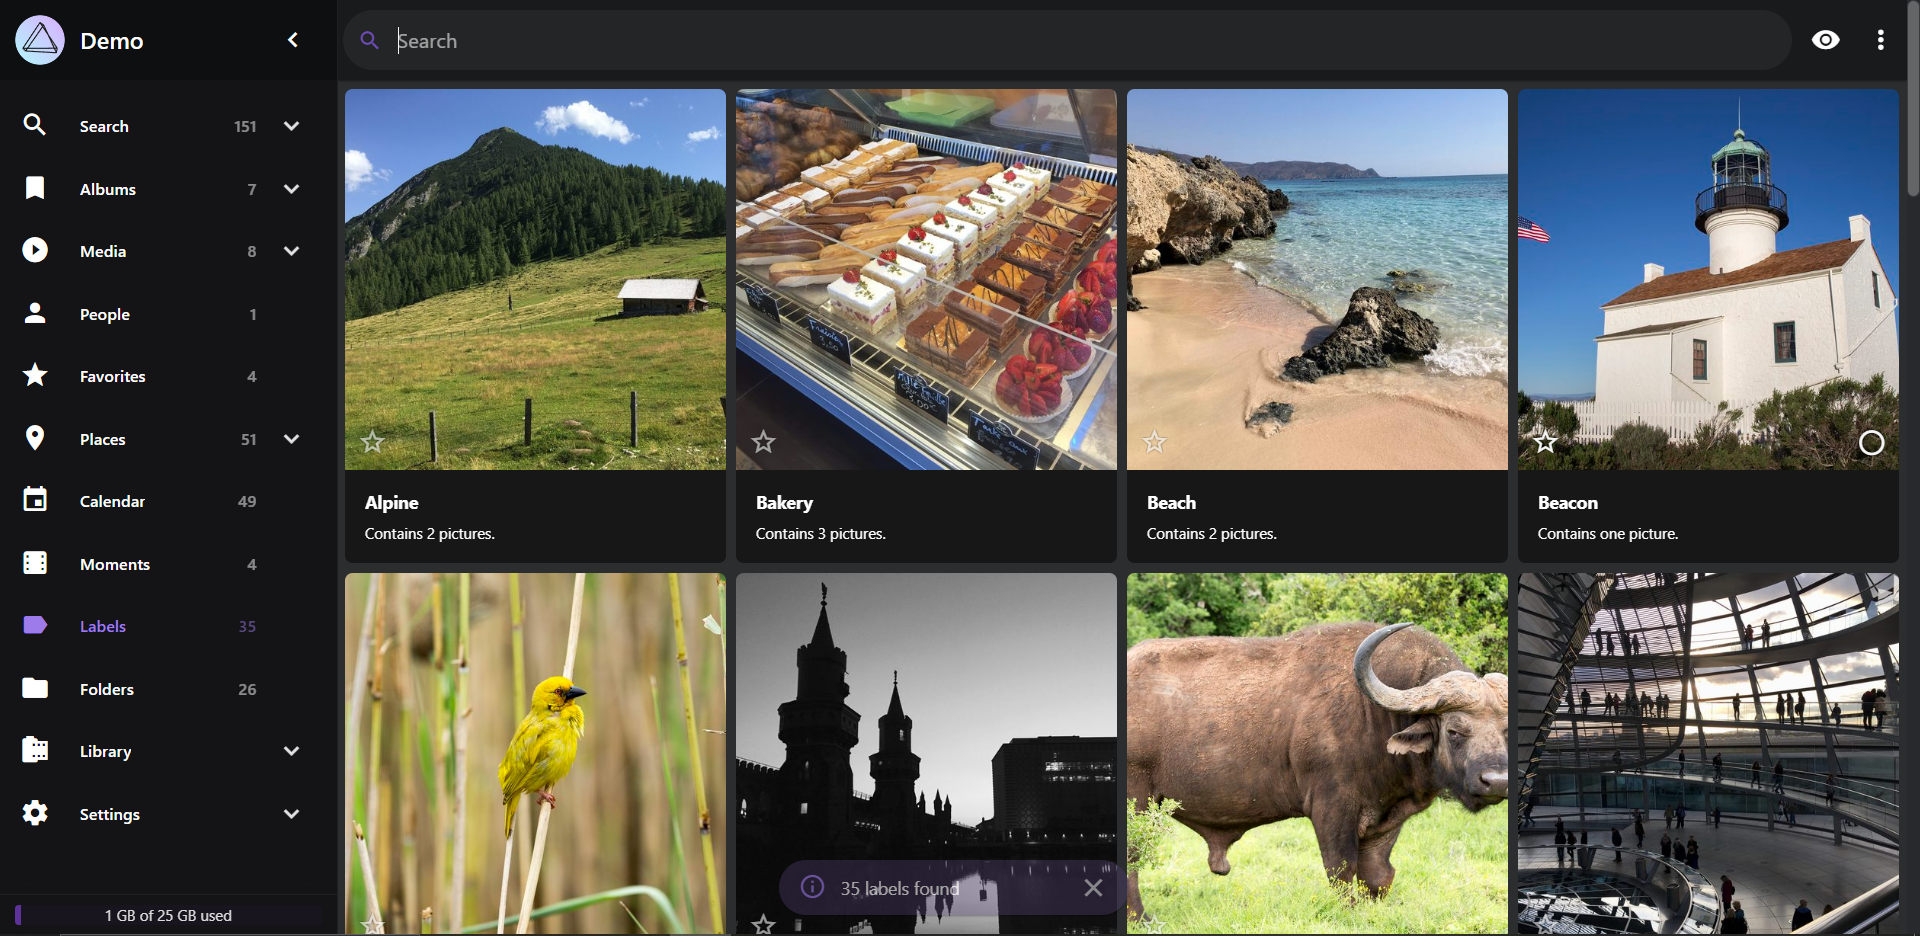 Demo
Search
Search 151
Albums 7
Media 8
People 1
Favorites 4
Places 51
Calendar 49
Moments 4
Labels 35
Folders 26
Library
Settings
1 GB of 25 GB used
Alpine
Contains 2 pictures.
Bakery
Contains 3 pictures.
Beach
Contains 2 pictures.
Beacon
Contains one picture.
35 labels found